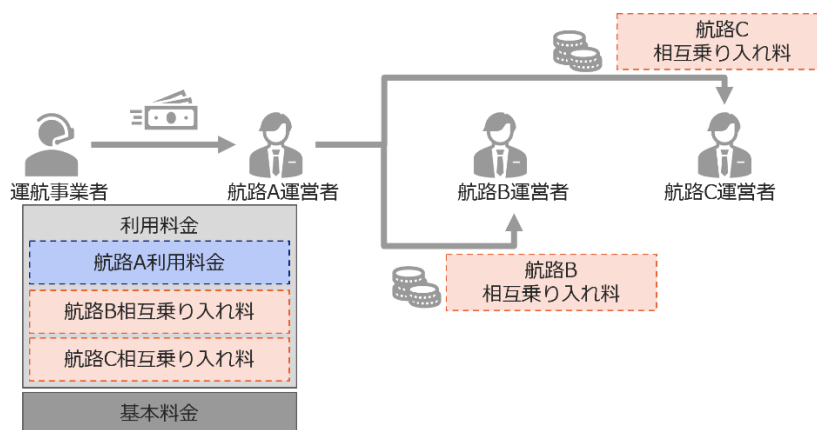 航路C
相互乗り入れ料
運航事業者
航路A運営者
航路B運営者
航路C運営者
利用料金
航路A利用料金
航路B相互乗り入れ料
航路C相互乗り入れ料
基本料金
航路B
相互乗り入れ料